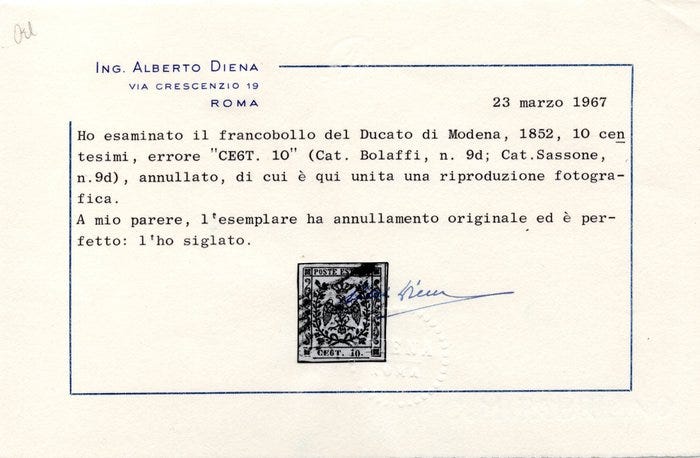 ING. ALBERTO DIENA
VIA CRESCENZIO 19
ROMA
23 marzo 1967
Ho esaminato il francobollo del Ducato di Modena, 1852, 10 cen
tesimi, errore "CE6T. 10" (Cat. Bolaffi, n. 9d; Cat.Sassone,
n.9d), annullato, di cui è qui unita una riproduzione fotogra-
fica.
A mio parere, l'esemplare ha annullamento originale ed è per-
fetto: l'ho siglato.
POSTE ES
CE6T. 10.
Diena